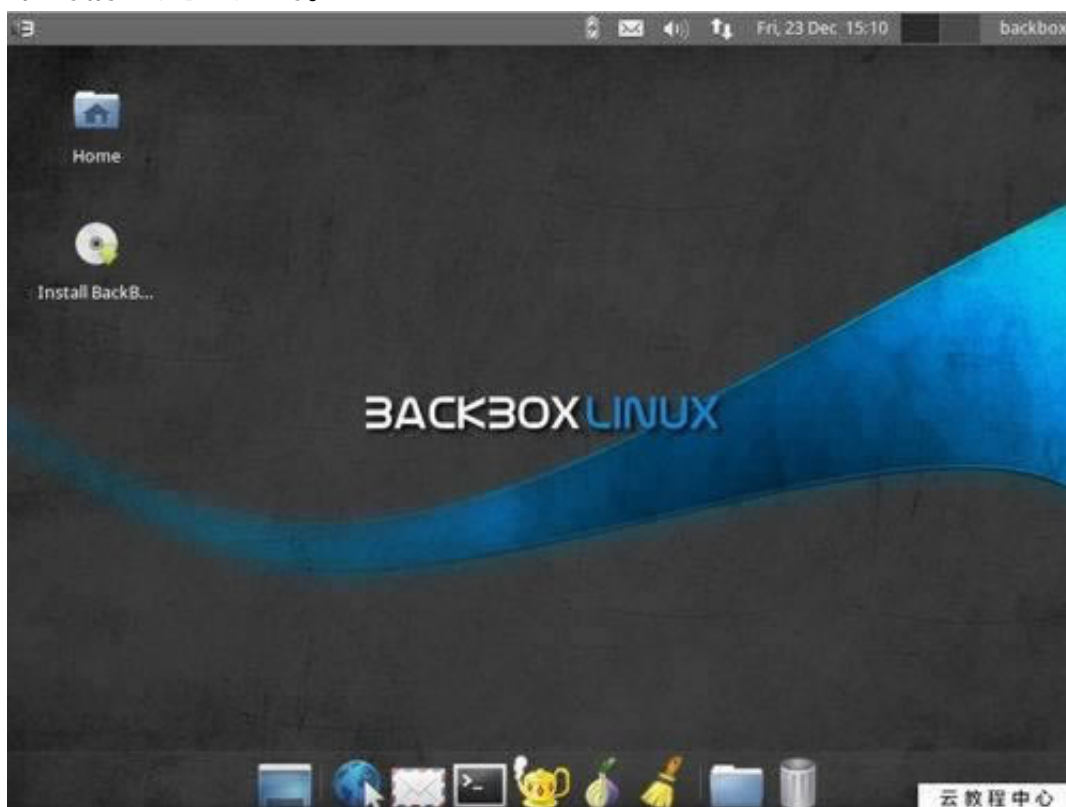 Fri, 23 Dec 15:10
backbox
Home
Install BackB...
BACKBOX LINUX
>_
云教程中心